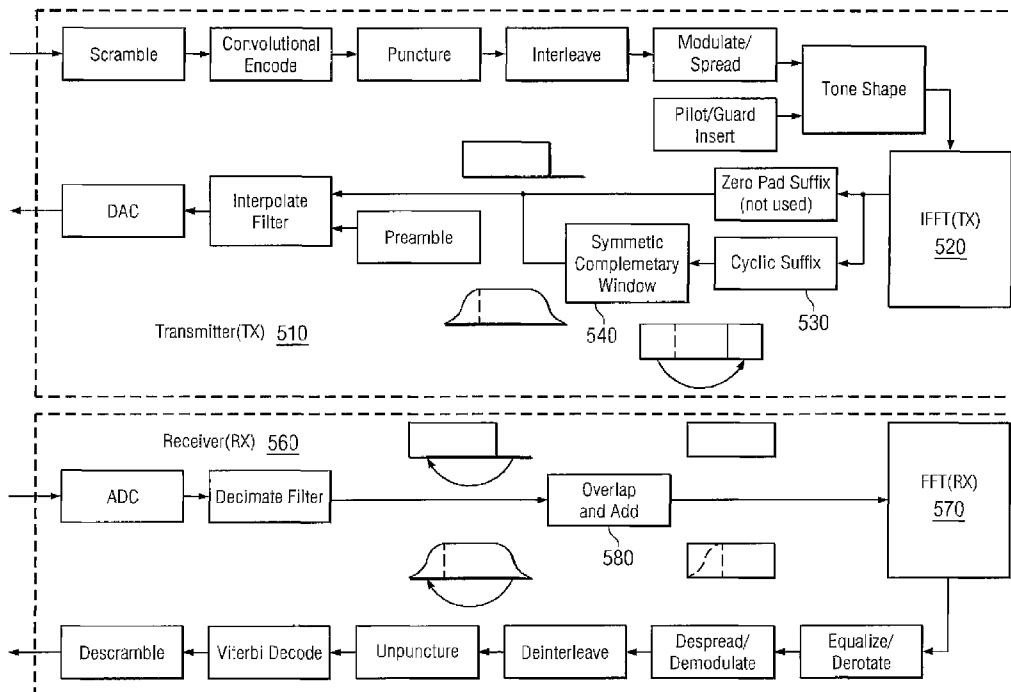 Scramble
Convolutional
Encode
Puncture
Interleave
Modulate/
Spread
Pilot/Guard
Insert
Tone Shape
IFFT(TX)
520
Zero Pad Suffix
(not used)
Cyclic Suffix
530
Symmetic
Complemetary
Window
540
Interpolate
Filter
Preamble
DAC
Transmitter(TX) 510
Receiver(RX) 560
ADC
Decimate Filter
Overlap
and Add
580
FFT(RX)
570
Equalize/
Derotate
Despread/
Demodulate
Deinterleave
Unpuncture
Viterbi Decode
Descramble